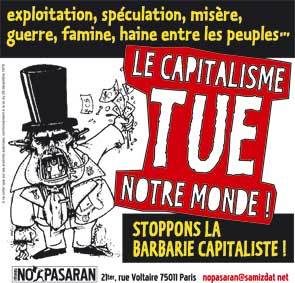 exploitation, spéculation, misère,
guerre, famine, haine entre les peuples...
LE CAPITALISME
TUE
NOTRE MONDE !
STOPPONS LA
BARBARIE CAPITALISTE !
NO PASARAN
21ter, rue Voltaire 75011 Paris nopasaran@samizdat.net